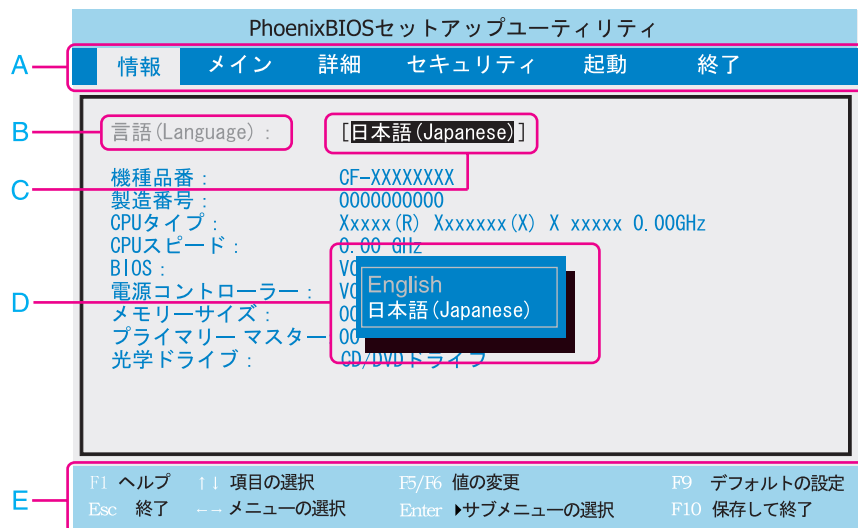 PhoenixBIOSセットアップユーティリティ
A 情報 メイン 詳細 セキュリティ 起動 終了
B 言語(Language) : [日本語(Japanese)]
C
機種品番 : CF-XXXXXXXX
製造番号 : 0000000000
CPUタイプ : Xxxxx(R) Xxxxxxx(X) X xxxxx 0.00GHz
CPUスピード : 0.00 GHz
BIOS : V0
D
電源コントローラー : V0
メモリーサイズ : 00
プライマリー マスター 00
光学ドライブ : CD/DVDドライブ
English
日本語(Japanese)
E
F1 ヘルプ ↑↓ 項目の選択 F5/F6 値の変更 F9 デフォルトの設定
Esc 終了 ←→ メニューの選択 Enter ▶サブメニューの選択 F10 保存して終了